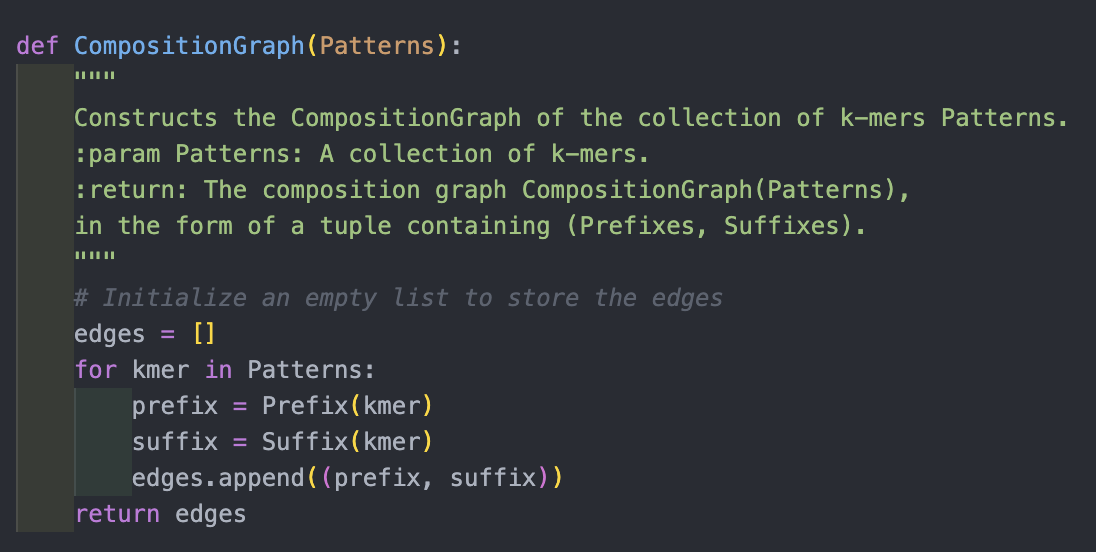 def CompositionGraph(Patterns):
    """
    Constructs the CompositionGraph of the collection of k-mers Patterns.
    :param Patterns: A collection of k-mers.
    :return: The composition graph CompositionGraph(Patterns),
    in the form of a tuple containing (Prefixes, Suffixes).
    """
    # Initialize an empty list to store the edges
    edges = []
    for kmer in Patterns:
        prefix = Prefix(kmer)
        suffix = Suffix(kmer)
        edges.append((prefix, suffix))
    return edges